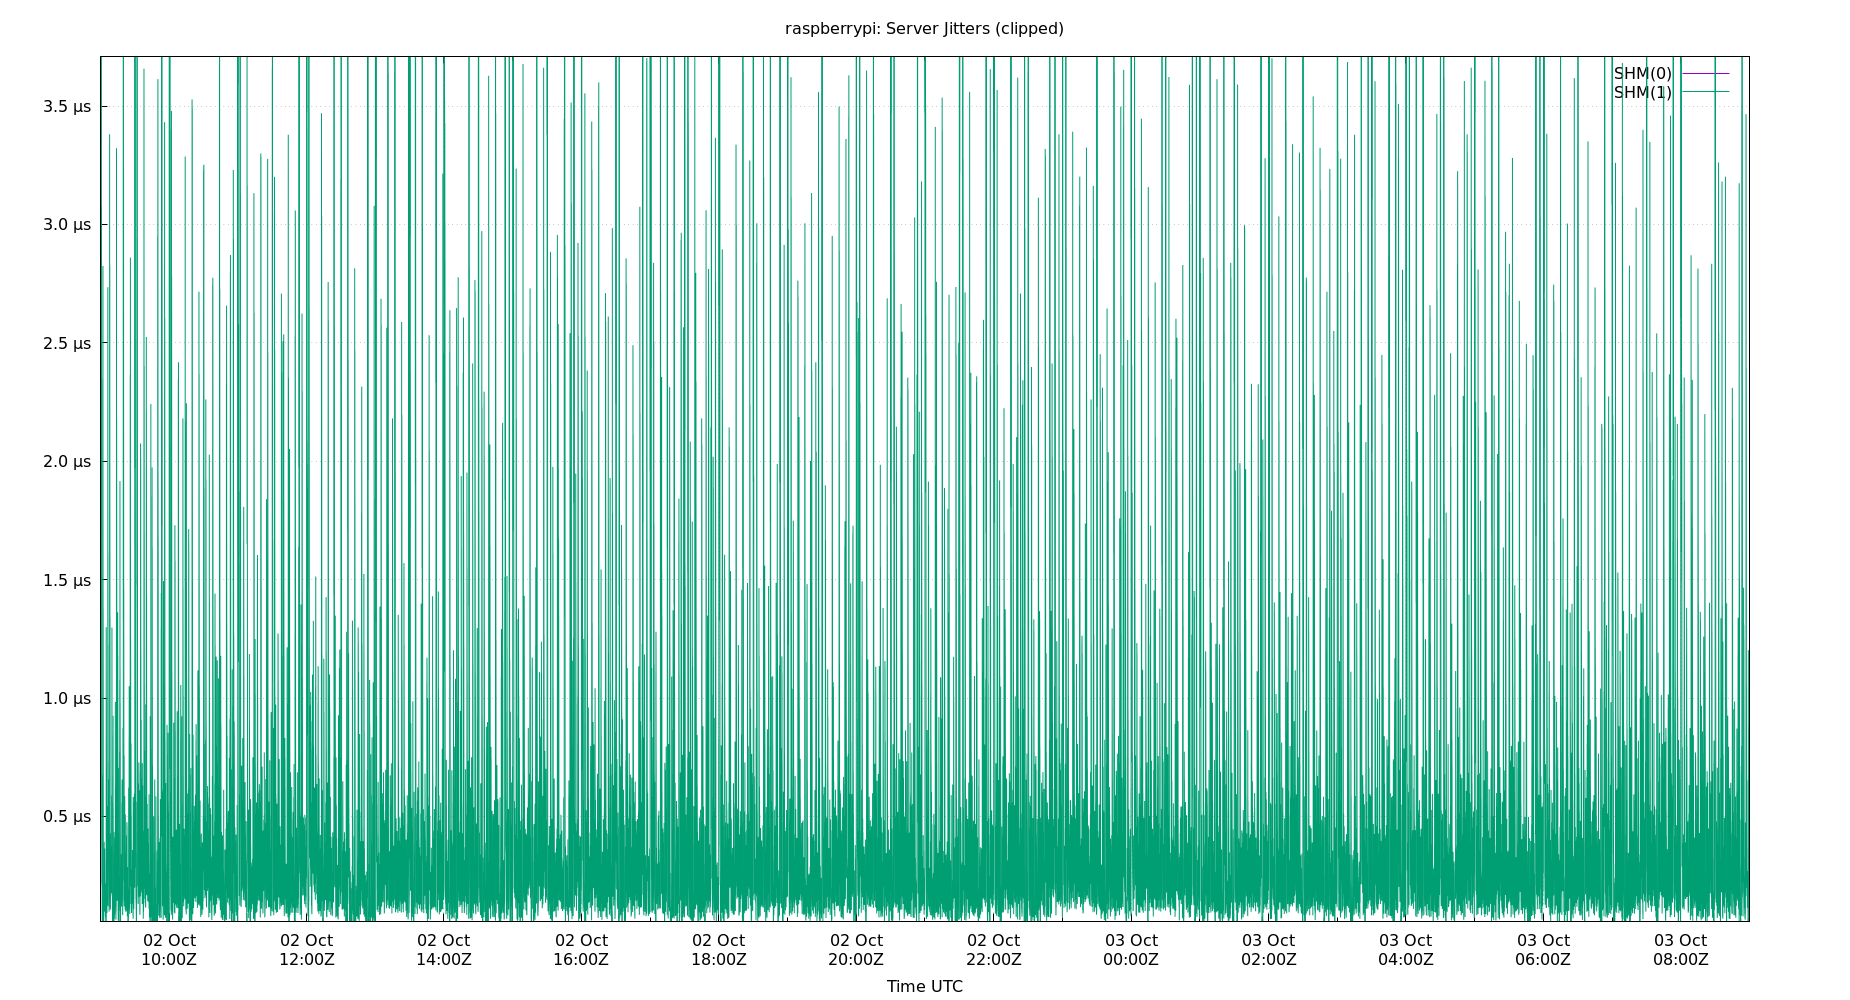 raspberrypi: Server Jitters (clipped)
SHM(0)
SHM(1)
3.5 µs
3.0 µs
2.5 µs
2.0 µs
1.5 µs
1.0 µs
0.5 µs
02 Oct 02 Oct 02 Oct 02 Oct 02 Oct 02 Oct 02 Oct 03 Oct 03 Oct 03 Oct 03 Oct 03 Oct
10:00Z 12:00Z 14:00Z 16:00Z 18:00Z 20:00Z 22:00Z 00:00Z 02:00Z 04:00Z 06:00Z 08:00Z
Time UTC